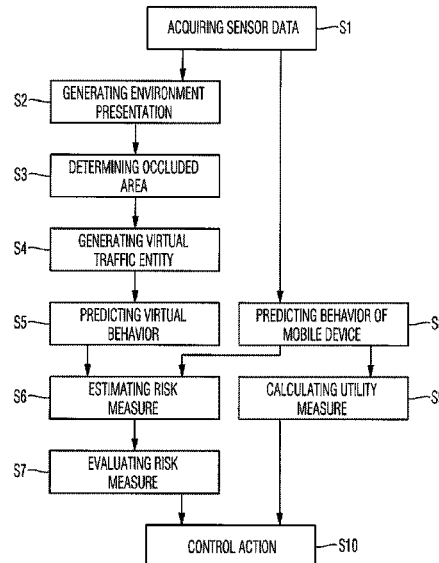 ACQUIRING SENSOR DATA
S1
S2
GENERATING ENVIRONMENT
PRESENTATION
S3
DETERMINING OCCLUDED
AREA
S4
GENERATING VIRTUAL
TRAFFIC ENTITY
S5
PREDICTING VIRTUAL
BEHAVIOR
PREDICTING BEHAVIOR OF
MOBILE DEVICE
S
S6
ESTIMATING RISK
MEASURE
CALCULATING UTILITY
MEASURE
S
S7
EVALUATING RISK
MEASURE
CONTROL ACTION
S10